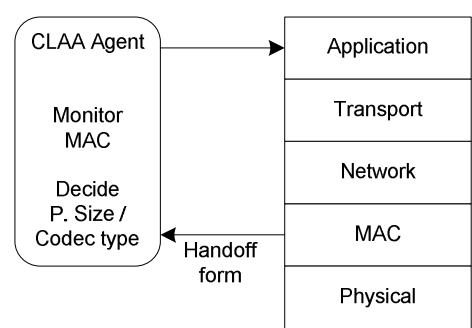 CLAA Agent
Monitor
MAC
Decide
P. Size /
Codec type
Handoff
form
Application
Transport
Network
MAC
Physical